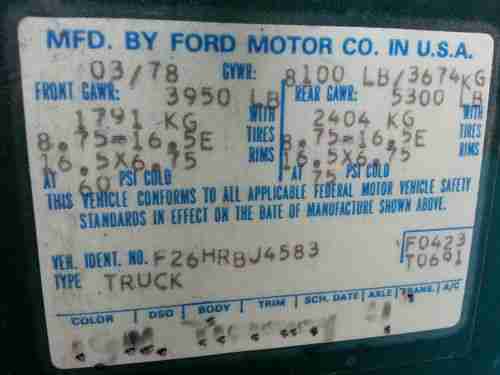 MFD. BY FORD MOTOR CO. IN U.S.A.
03/78 GVWR: 8100 LB/3674KG
FRONT GAWR: 3950 LB REAR GAWR: 5300 LB
1791 KG WITH 2404 KG WITH
8.75-16.5E TIRES 8.75-16.5E TIRES
16.5X6.75 RIMS 16.5X6.75 RIMS
AT 60 PSI COLD AT 75 PSI COLD
THIS VEHICLE CONFORMS TO ALL APPLICABLE FEDERAL MOTOR VEHICLE SAFETY
STANDARDS IN EFFECT ON THE DATE OF MANUFACTURE SHOWN ABOVE.
VEH. IDENT. NO. F26HRBJ4583 F0423
TYPE TRUCK T0691
COLOR DSO BODY TRIM SCH. DATE AXLE TRANS. A/C